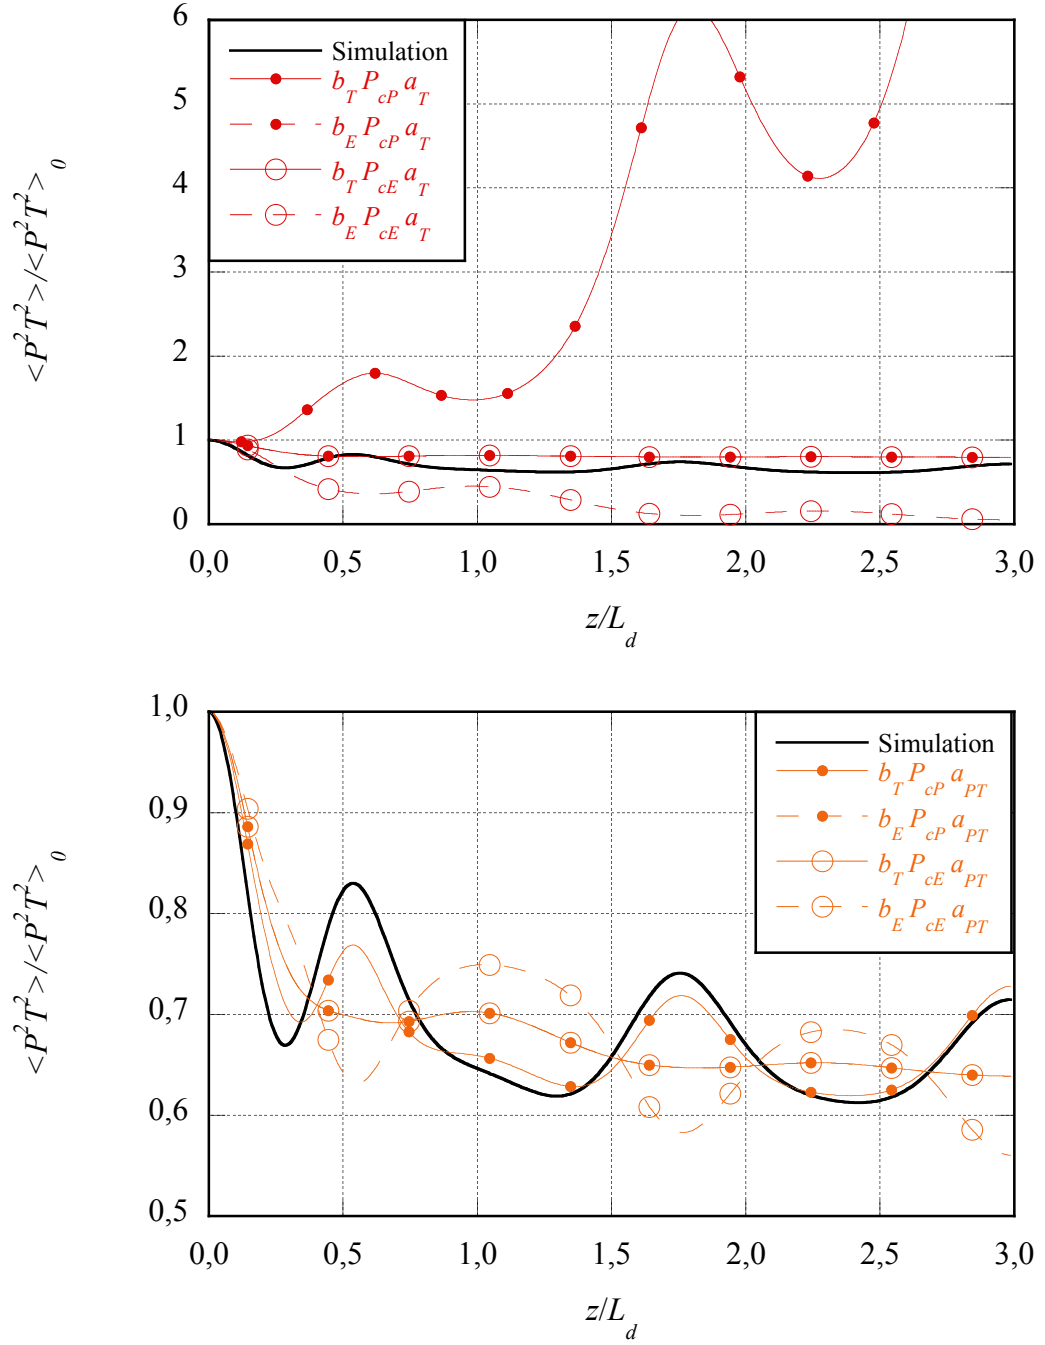 6
5
4
6
2
1
0
<P²T²>/<P²T²>₀
Simulation
b_T P_cP a_T
b_E P_cP a_T
b_T P_cE a_T
b_E P_cE a_T
0,0 0,5 1,0 1,5 2,0 2,5 3,0
z/L_d
1,0
0,9
0,8
0,7
0,6
0,5
<P²T²>/<P²T²>₀
Simulation
b_T P_cP a_PT
b_E P_cP a_PT
b_T P_cE a_PT
b_E P_cE a_PT
0,0 0,5 1,0 1,5 2,0 2,5 3,0
z/L_d